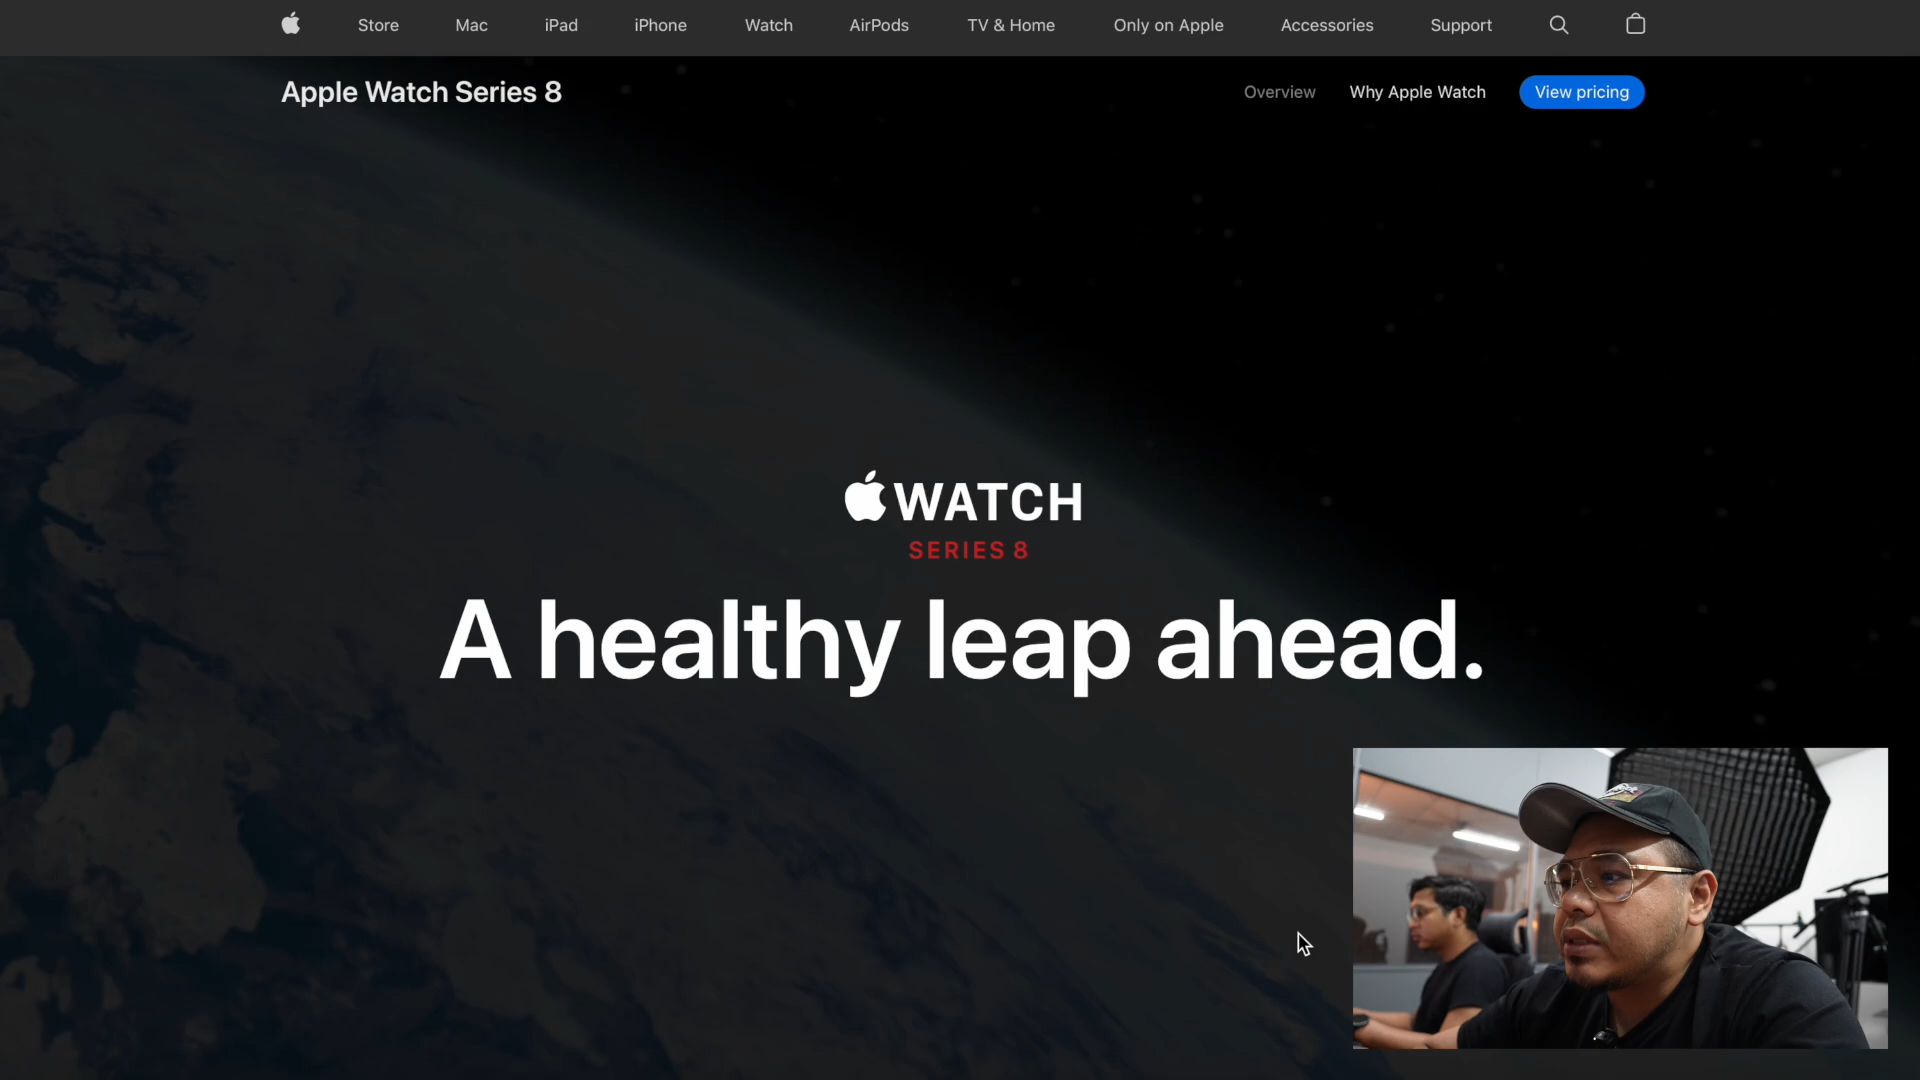 Store Mac iPad iPhone Watch AirPods TV & Home Only on Apple Accessories Support
Apple Watch Series 8
Overview Why Apple Watch View pricing
WATCH
SERIES 8
A healthy leap ahead.